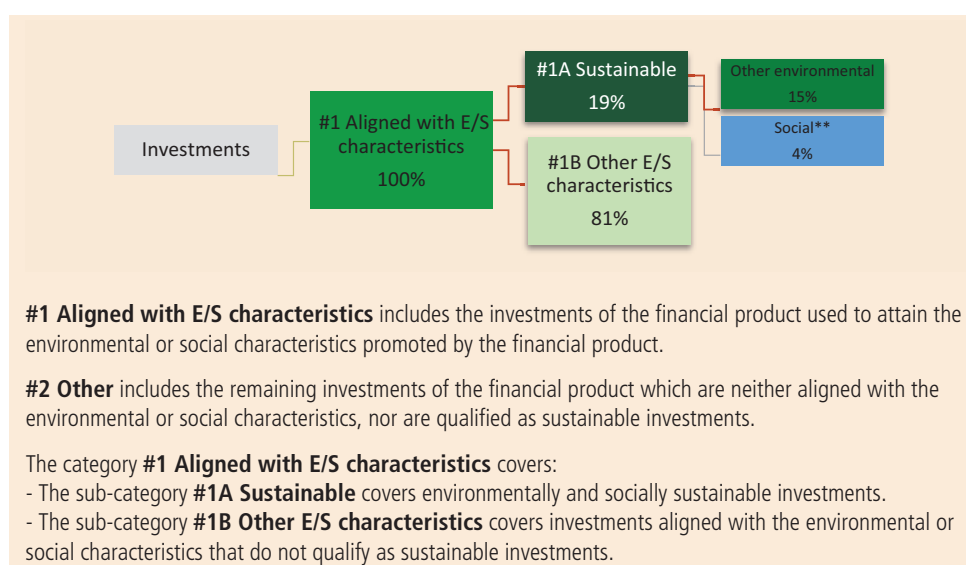 Investments
#1 Aligned with E/S
characteristics
100%
#1A Sustainable
19%
#1B Other E/S
characteristics
81%
Other environmental
15%
Social**
4%
#1 Aligned with E/S characteristics includes the investments of the financial product used to attain the
environmental or social characteristics promoted by the financial product.
#2 Other includes the remaining investments of the financial product which are neither aligned with the
environmental or social characteristics, nor are qualified as sustainable investments.
The category #1 Aligned with E/S characteristics covers:
- The sub-category #1A Sustainable covers environmentally and socially sustainable investments.
- The sub-category #1B Other E/S characteristics covers investments aligned with the environmental or
social characteristics that do not qualify as sustainable investments.